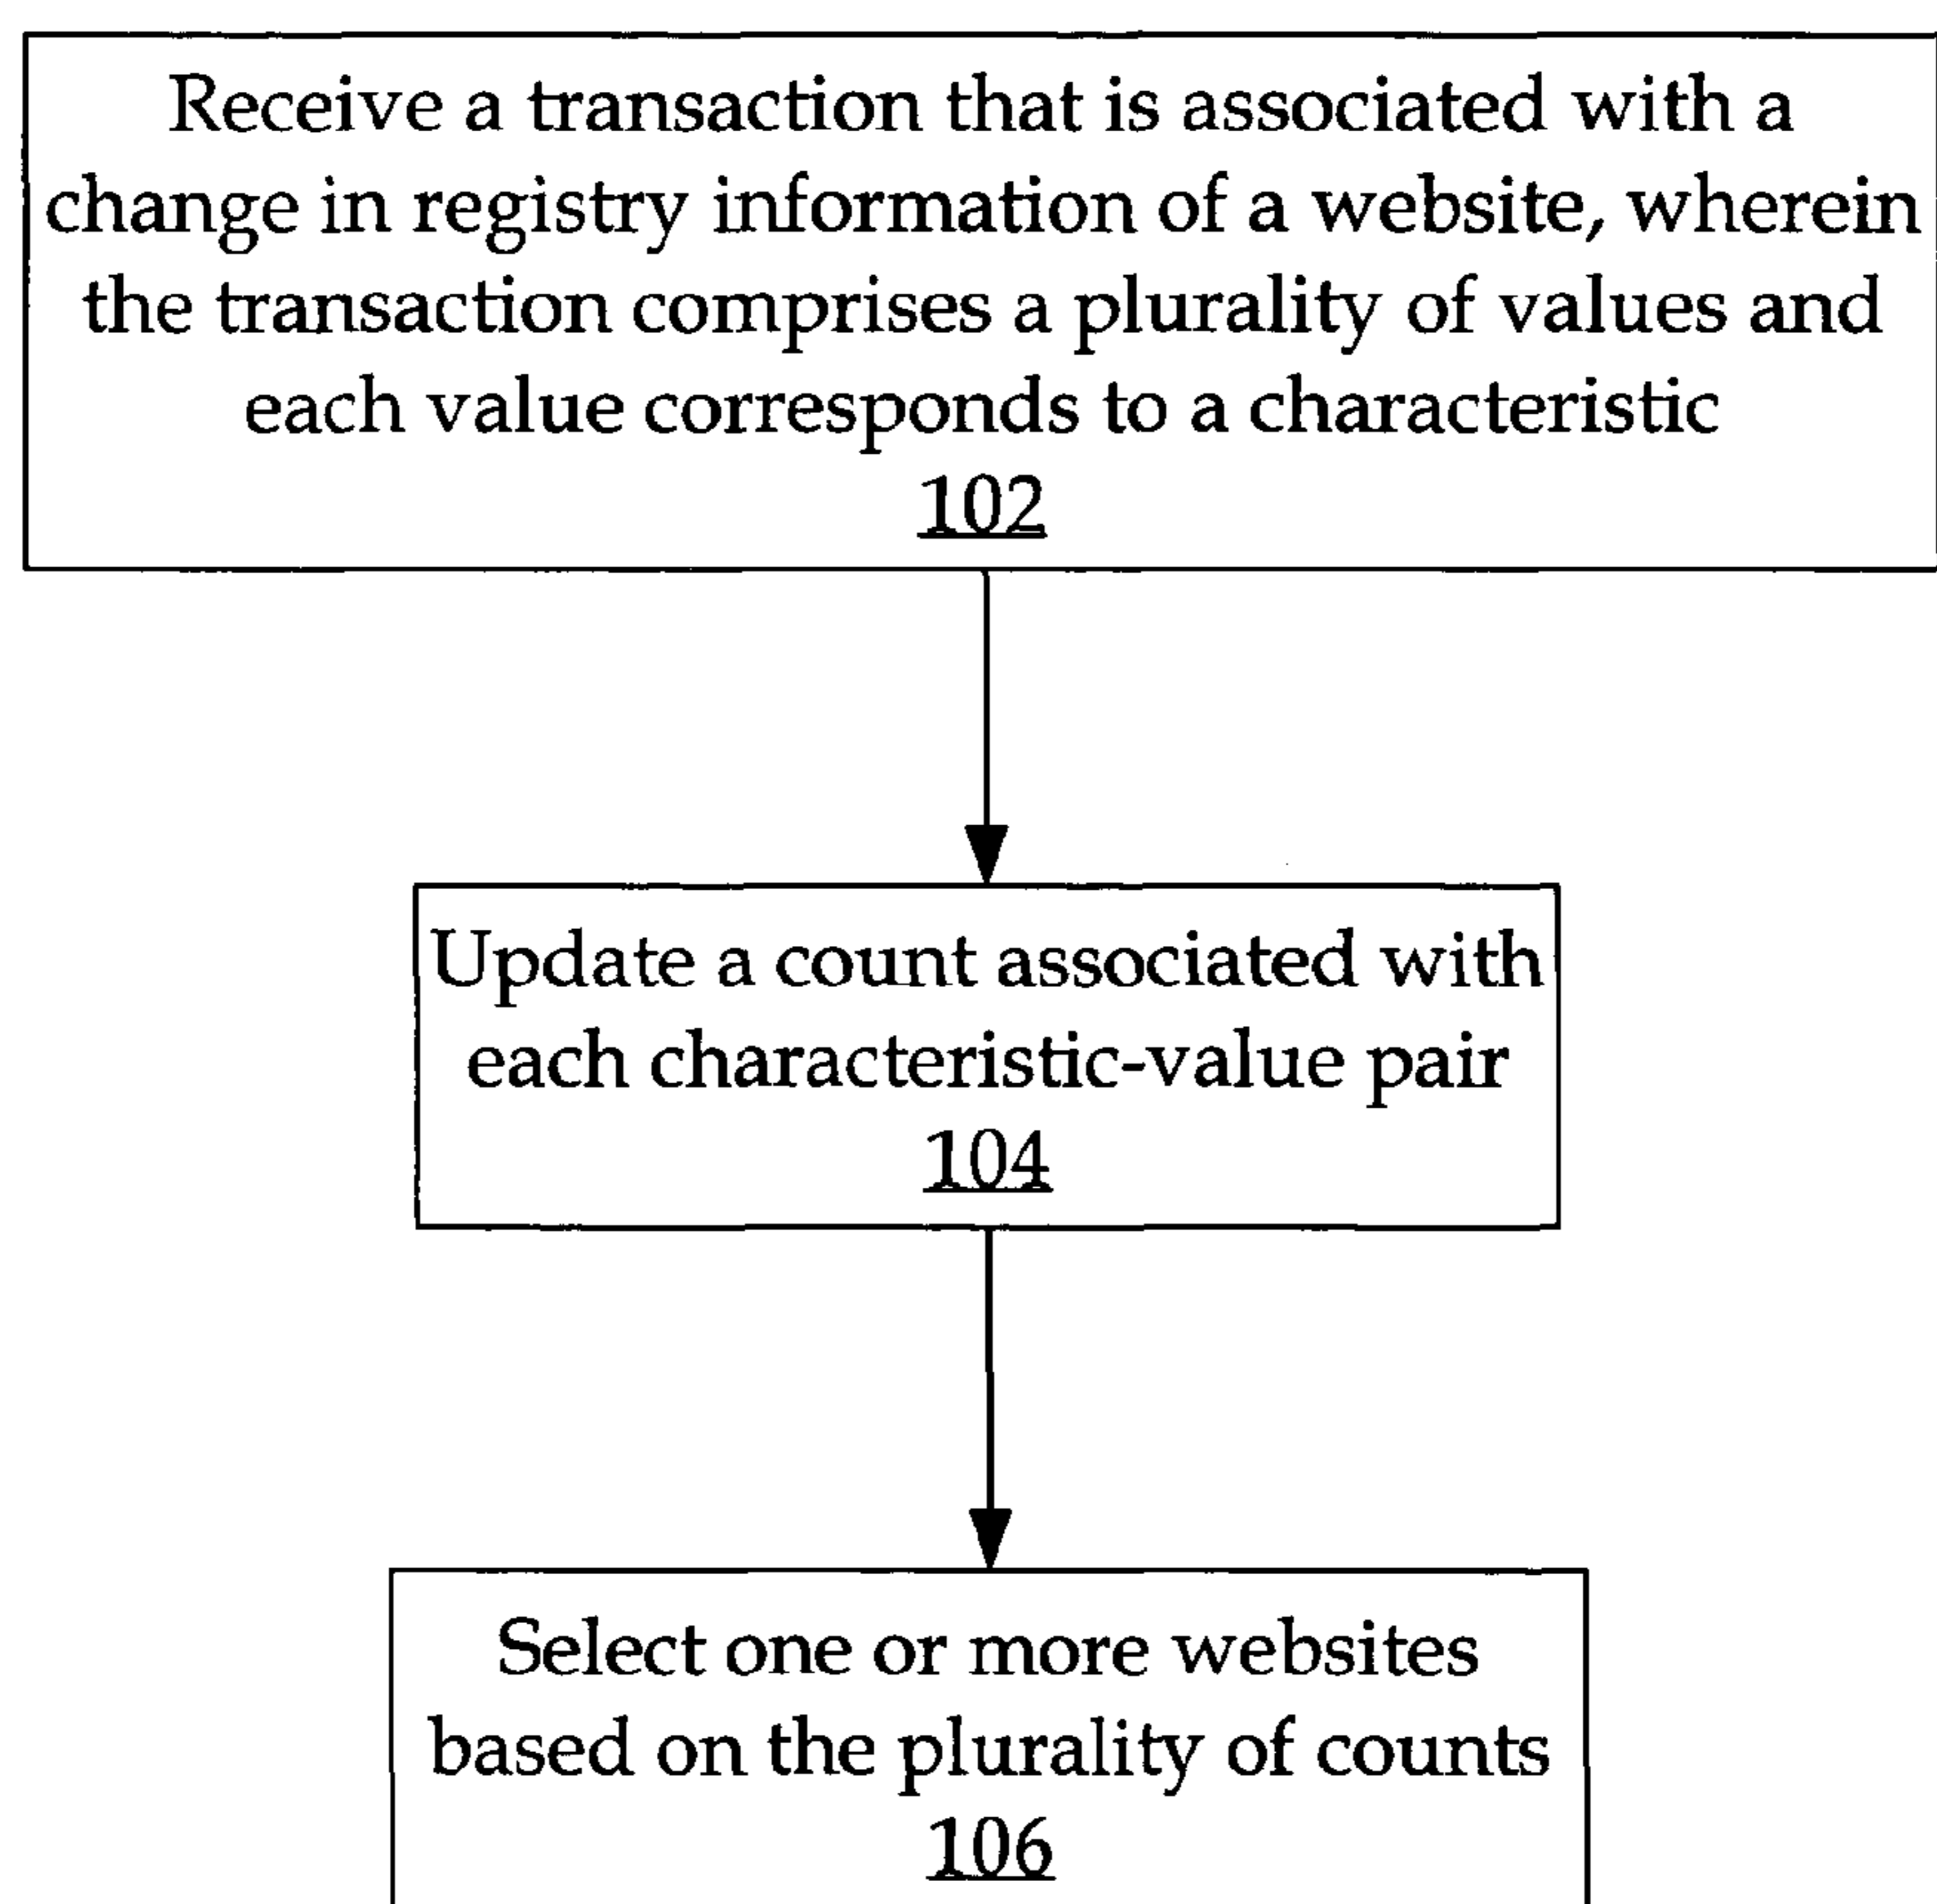 Receive a transaction that is associated with a
change in registry information of a website, wherein
the transaction comprises a plurality of values and
each value corresponds to a characteristic
102
Update a count associated with
each characteristic-value pair
104
Select one or more websites
based on the plurality of counts
106